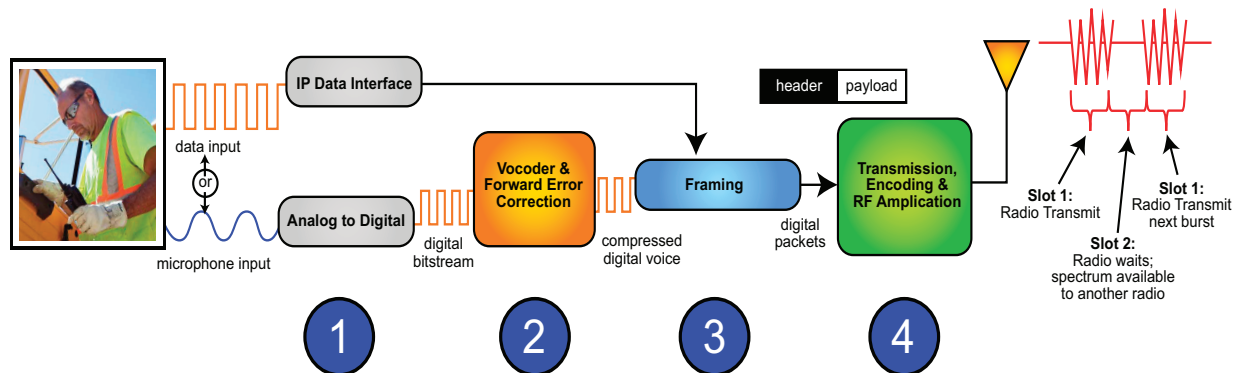 IP Data Interface
data input
or
microphone input
Analog to Digital
digital
bitstream
Vocoder &
Forward Error
Correction
compressed
digital voice
Framing
header payload
digital
packets
Transmission,
Encoding &
RF Amplication
Slot 1:
Radio Transmit
Slot 2:
Radio waits;
spectrum available
to another radio
Slot 1:
Radio Transmit
next burst
1
2
3
4